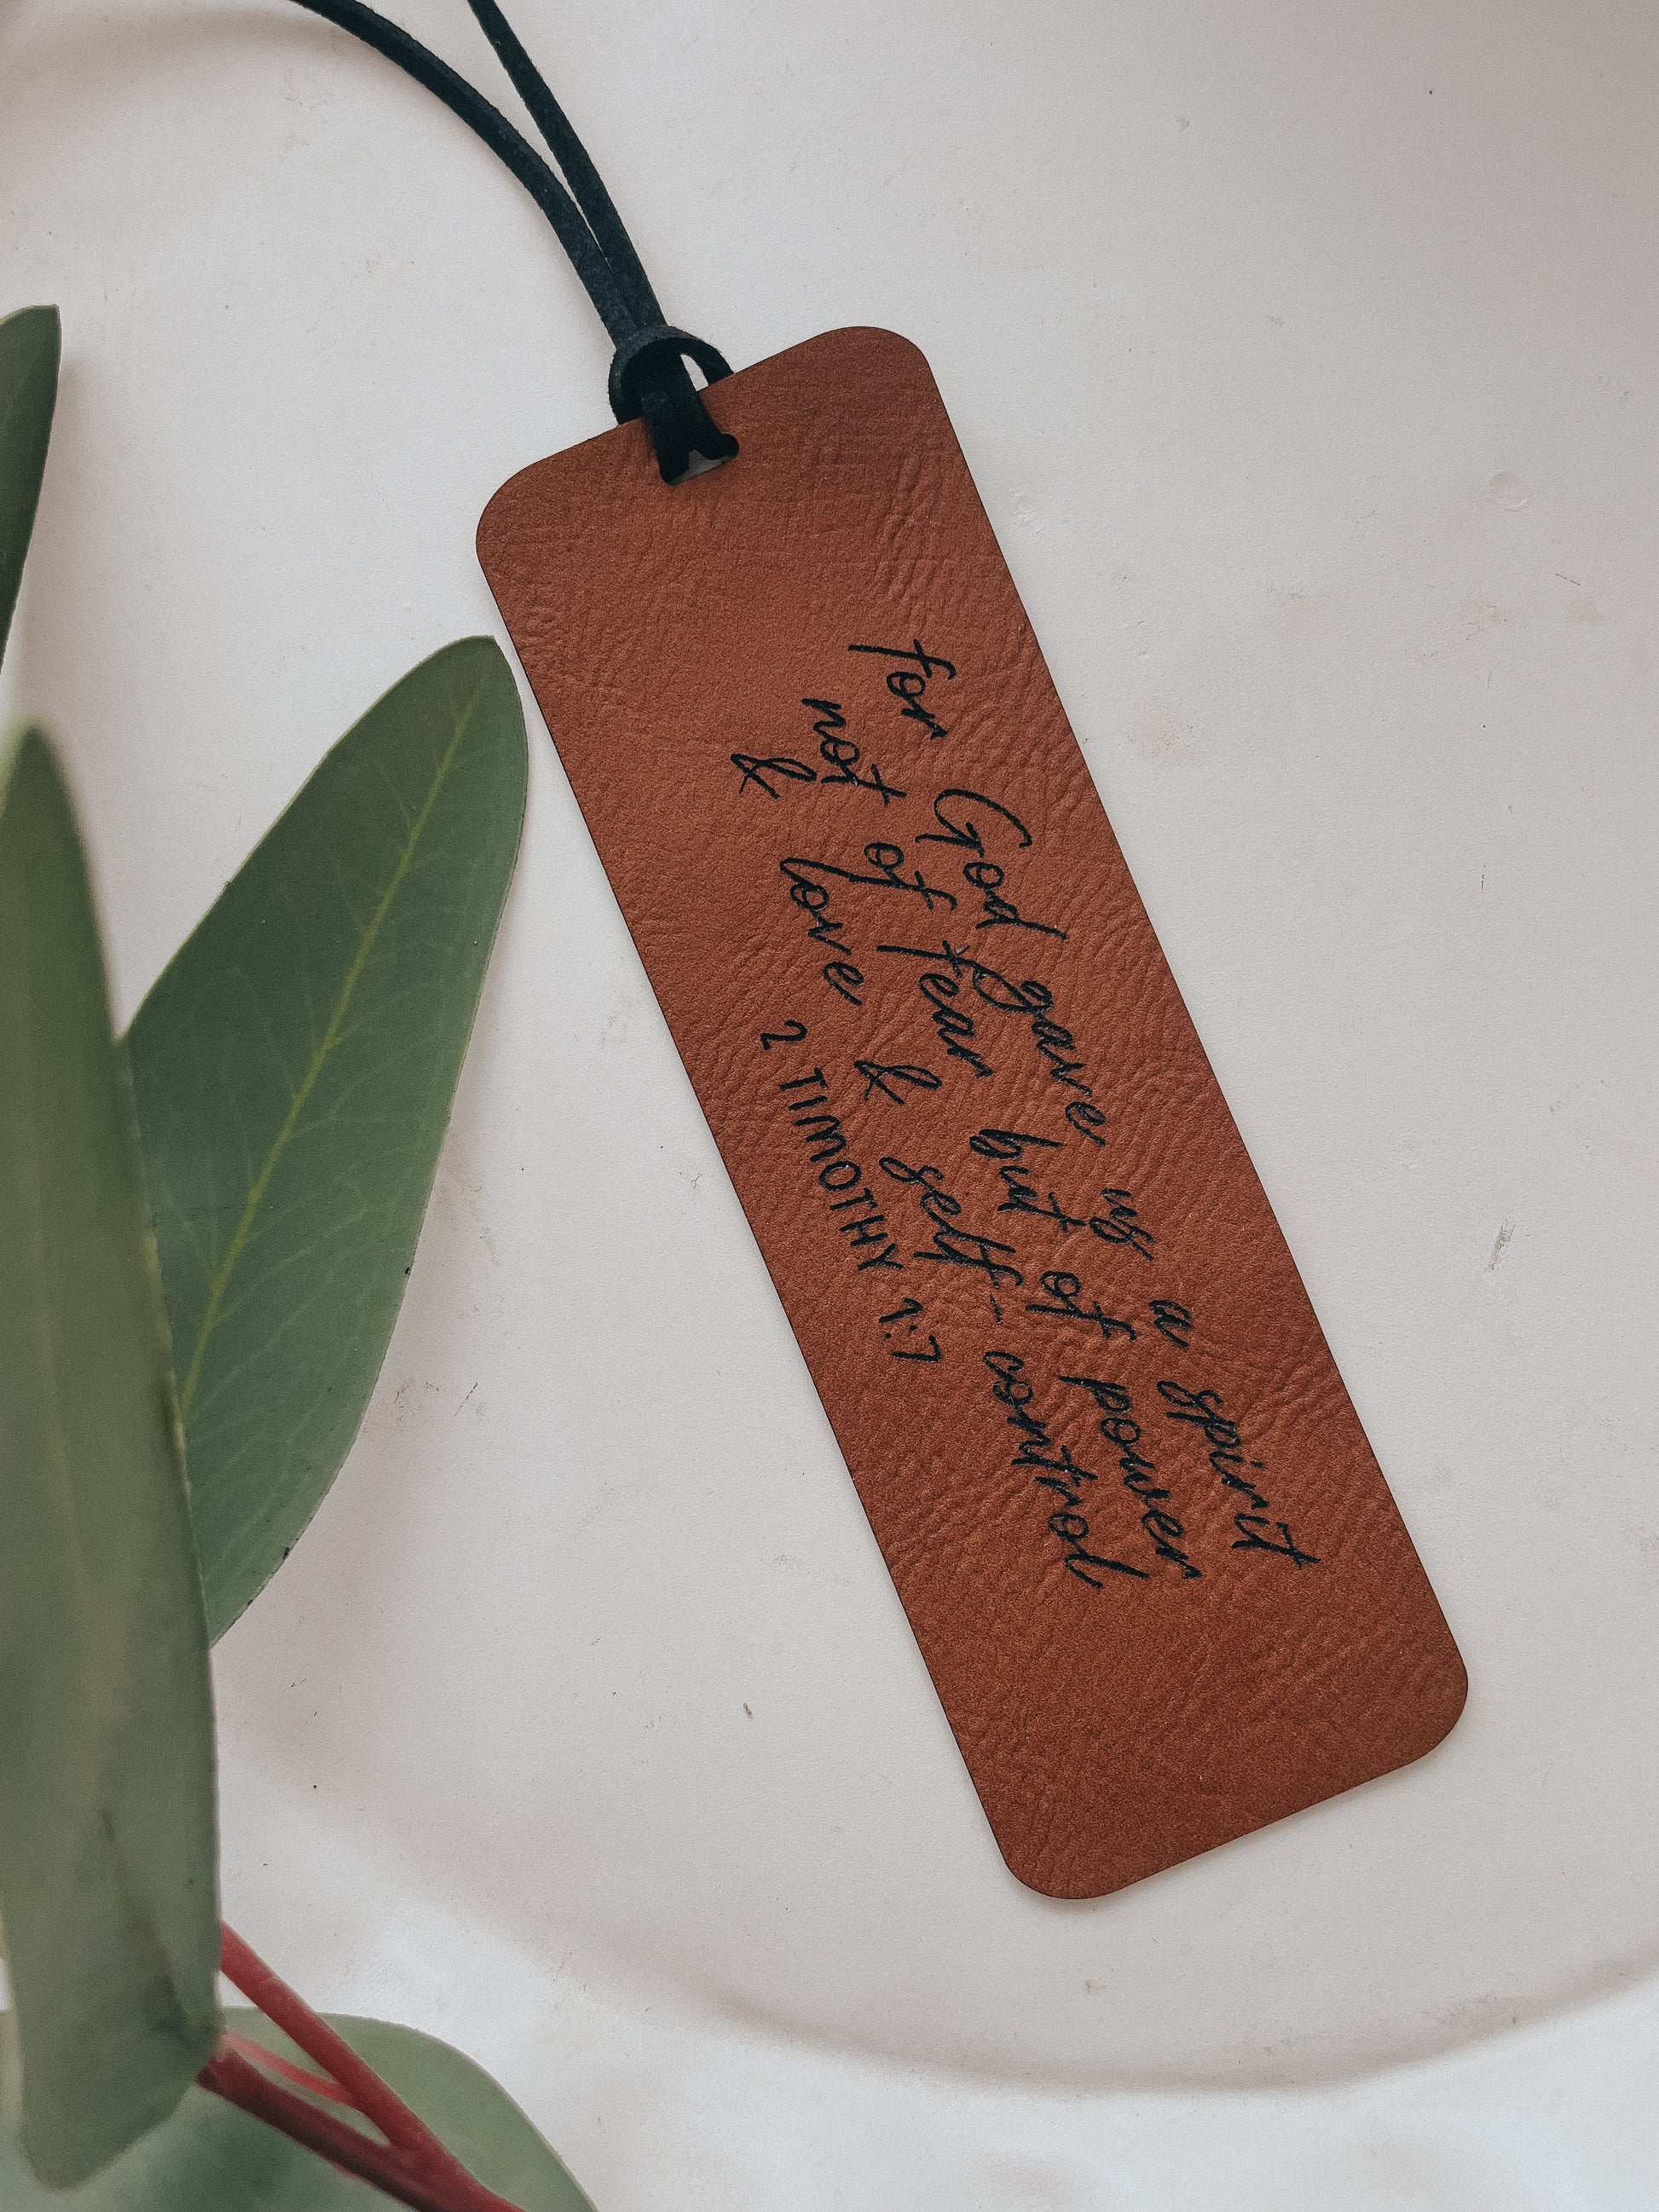 for God gave us a spirit
not of fear but of power
& love & self-control
2 TIMOTHY 1:7